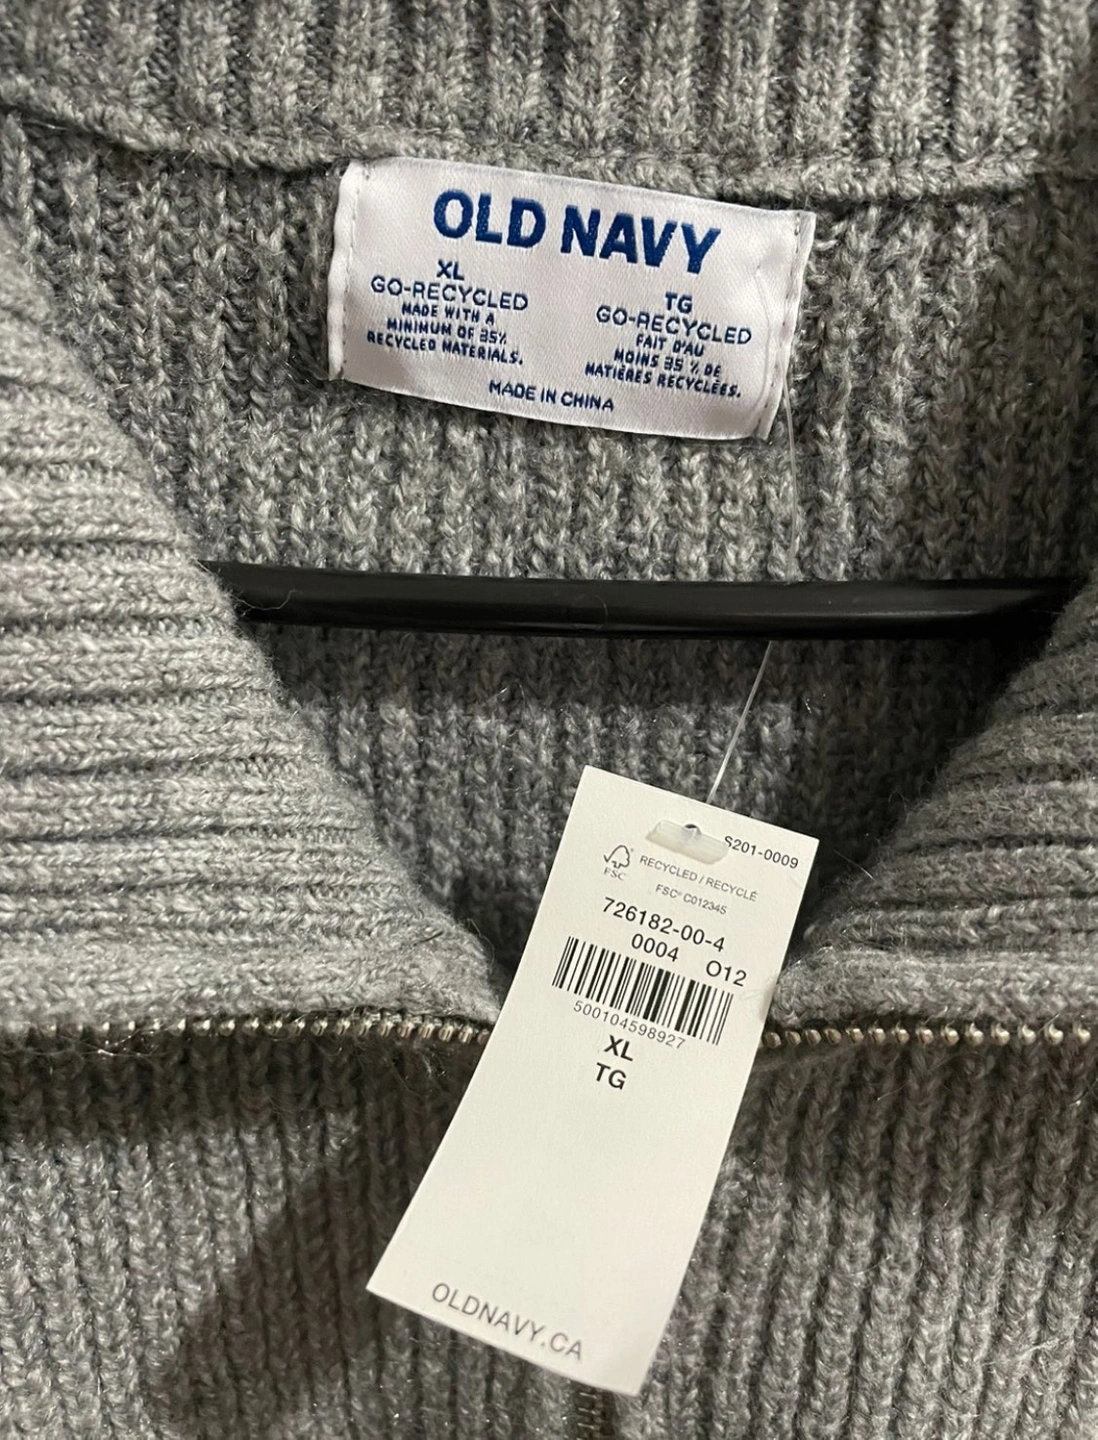 OLD NAVY
XL
GO-RECYCLED
MADE WITH A
MINIMUM OF 35%
RECYCLED MATERIALS.
TG
GO-RECYCLED
FAIT D'AU
MOINS 35 % DE
MATIÈRES RECYCLÉES.
MADE IN CHINA
S201-0009
FSC
RECYCLED / RECYCLÉ
FSC® C012345
726182-00-4
0004 O12
500104598927
XL
TG
OLDNAVY.CA